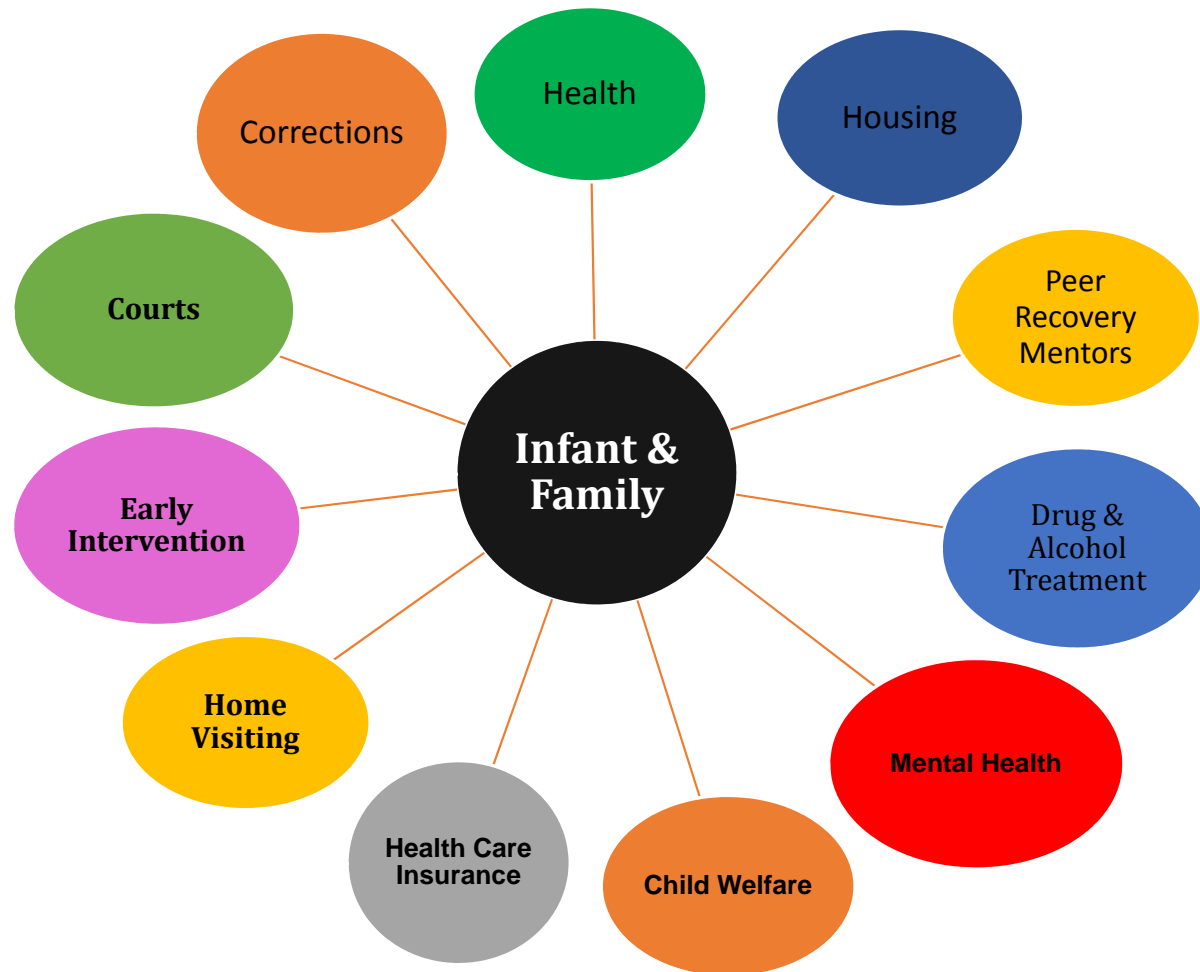 Health
Housing
Corrections
Peer
Recovery
Mentors
Courts
Infant &
Family
Early
Intervention
Drug &
Alcohol
Treatment
Home
Visiting
Mental Health
Health Care
Insurance
Child Welfare